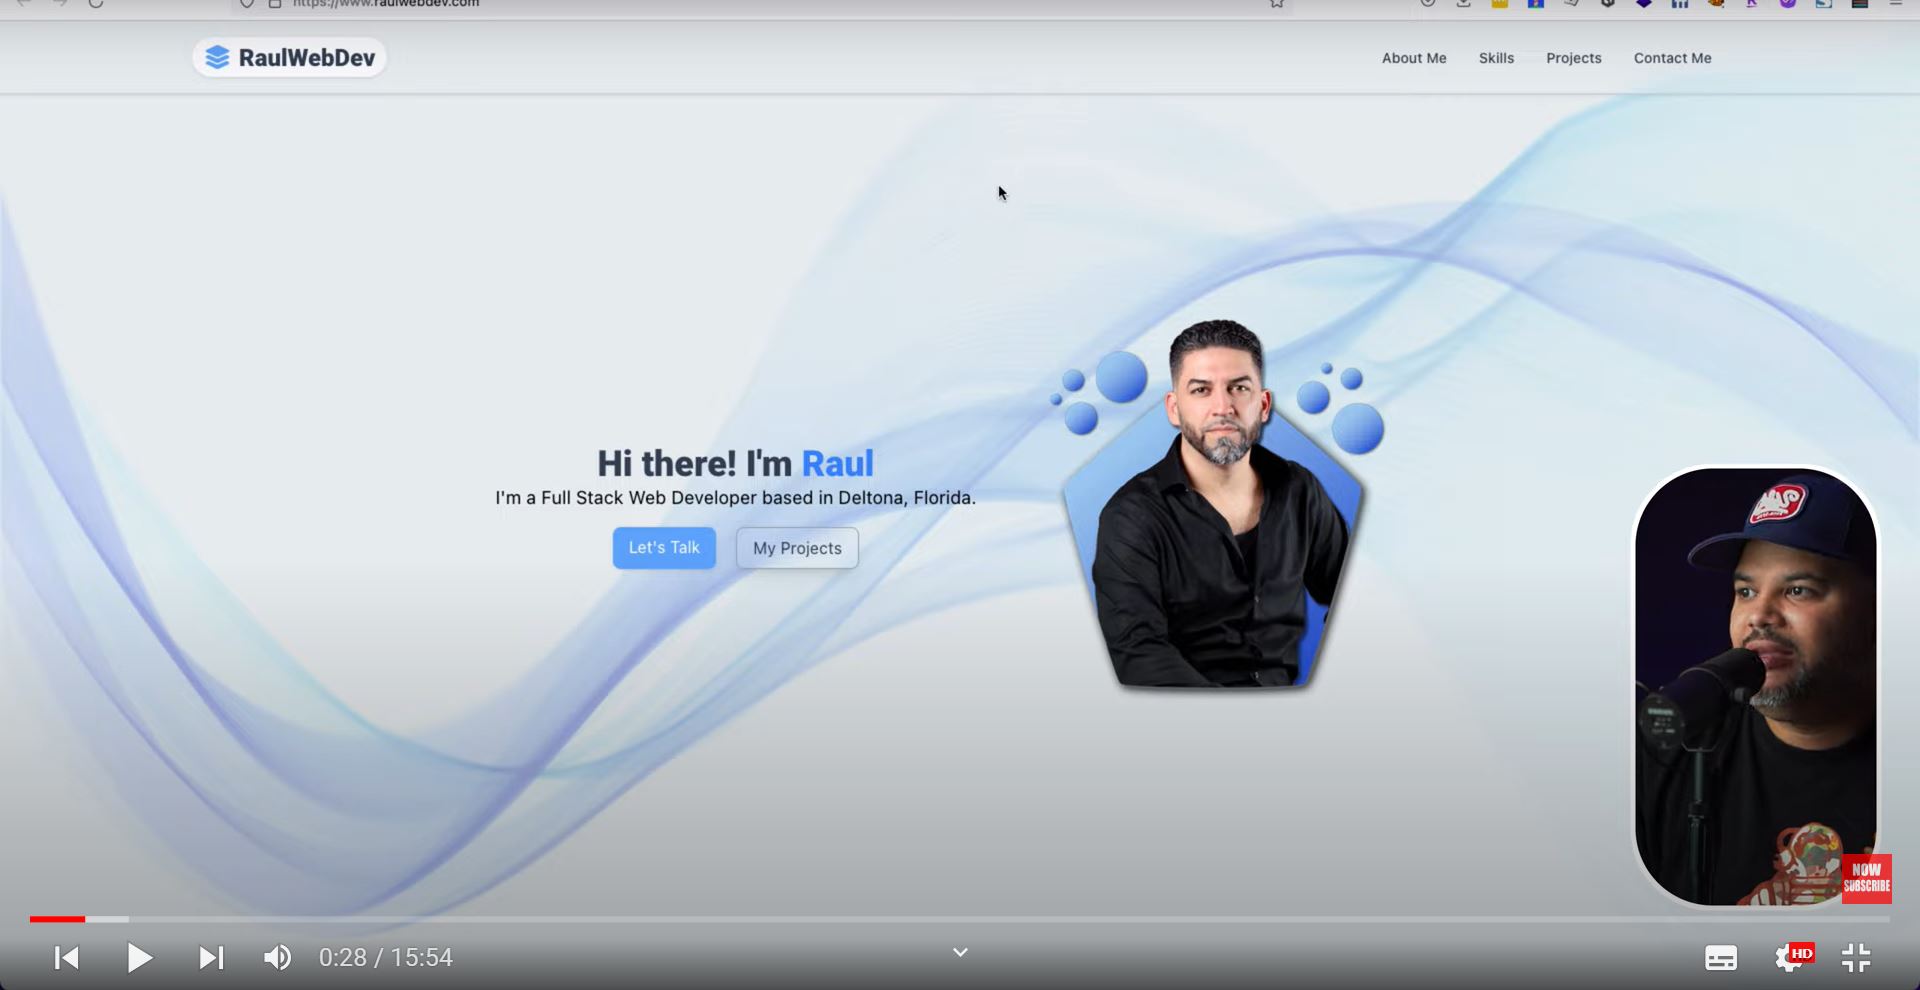 https://www.raulwebdev.com
RaulWebDev
About Me
Skills
Projects
Contact Me
Hi there! I'm Raul
I'm a Full Stack Web Developer based in Deltona, Florida.
Let's Talk
My Projects
NOW
SUBSCRIBE
0:28 / 15:54
HD